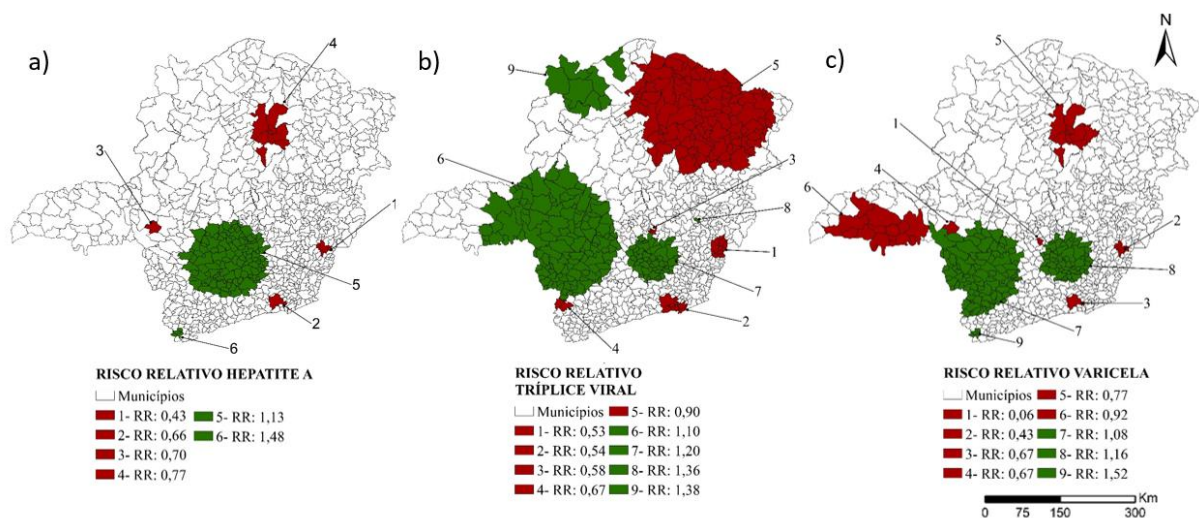 a)
4
3
1
5
2
6
RISCO RELATIVO HEPATITE A
Municípios
1- RR: 0,43
2- RR: 0,66
3- RR: 0,70
4- RR: 0,77
5- RR: 1,13
6- RR: 1,48
b)
9
5
6
3
8
1
7
2
4
RISCO RELATIVO
TRÍPLICE VIRAL
Municípios
1- RR: 0,53
2- RR: 0,54
3- RR: 0,58
4- RR: 0,67
5- RR: 0,90
6- RR: 1,10
7- RR: 1,20
8- RR: 1,36
9- RR: 1,38
c)
N
5
1
4
6
2
8
3
7
9
RISCO RELATIVO VARICELA
Municípios
1- RR: 0,06
2- RR: 0,43
3- RR: 0,67
4- RR: 0,67
5- RR: 0,77
6- RR: 0,92
7- RR: 1,08
8- RR: 1,16
9- RR: 1,52
0 75 150 300
Km